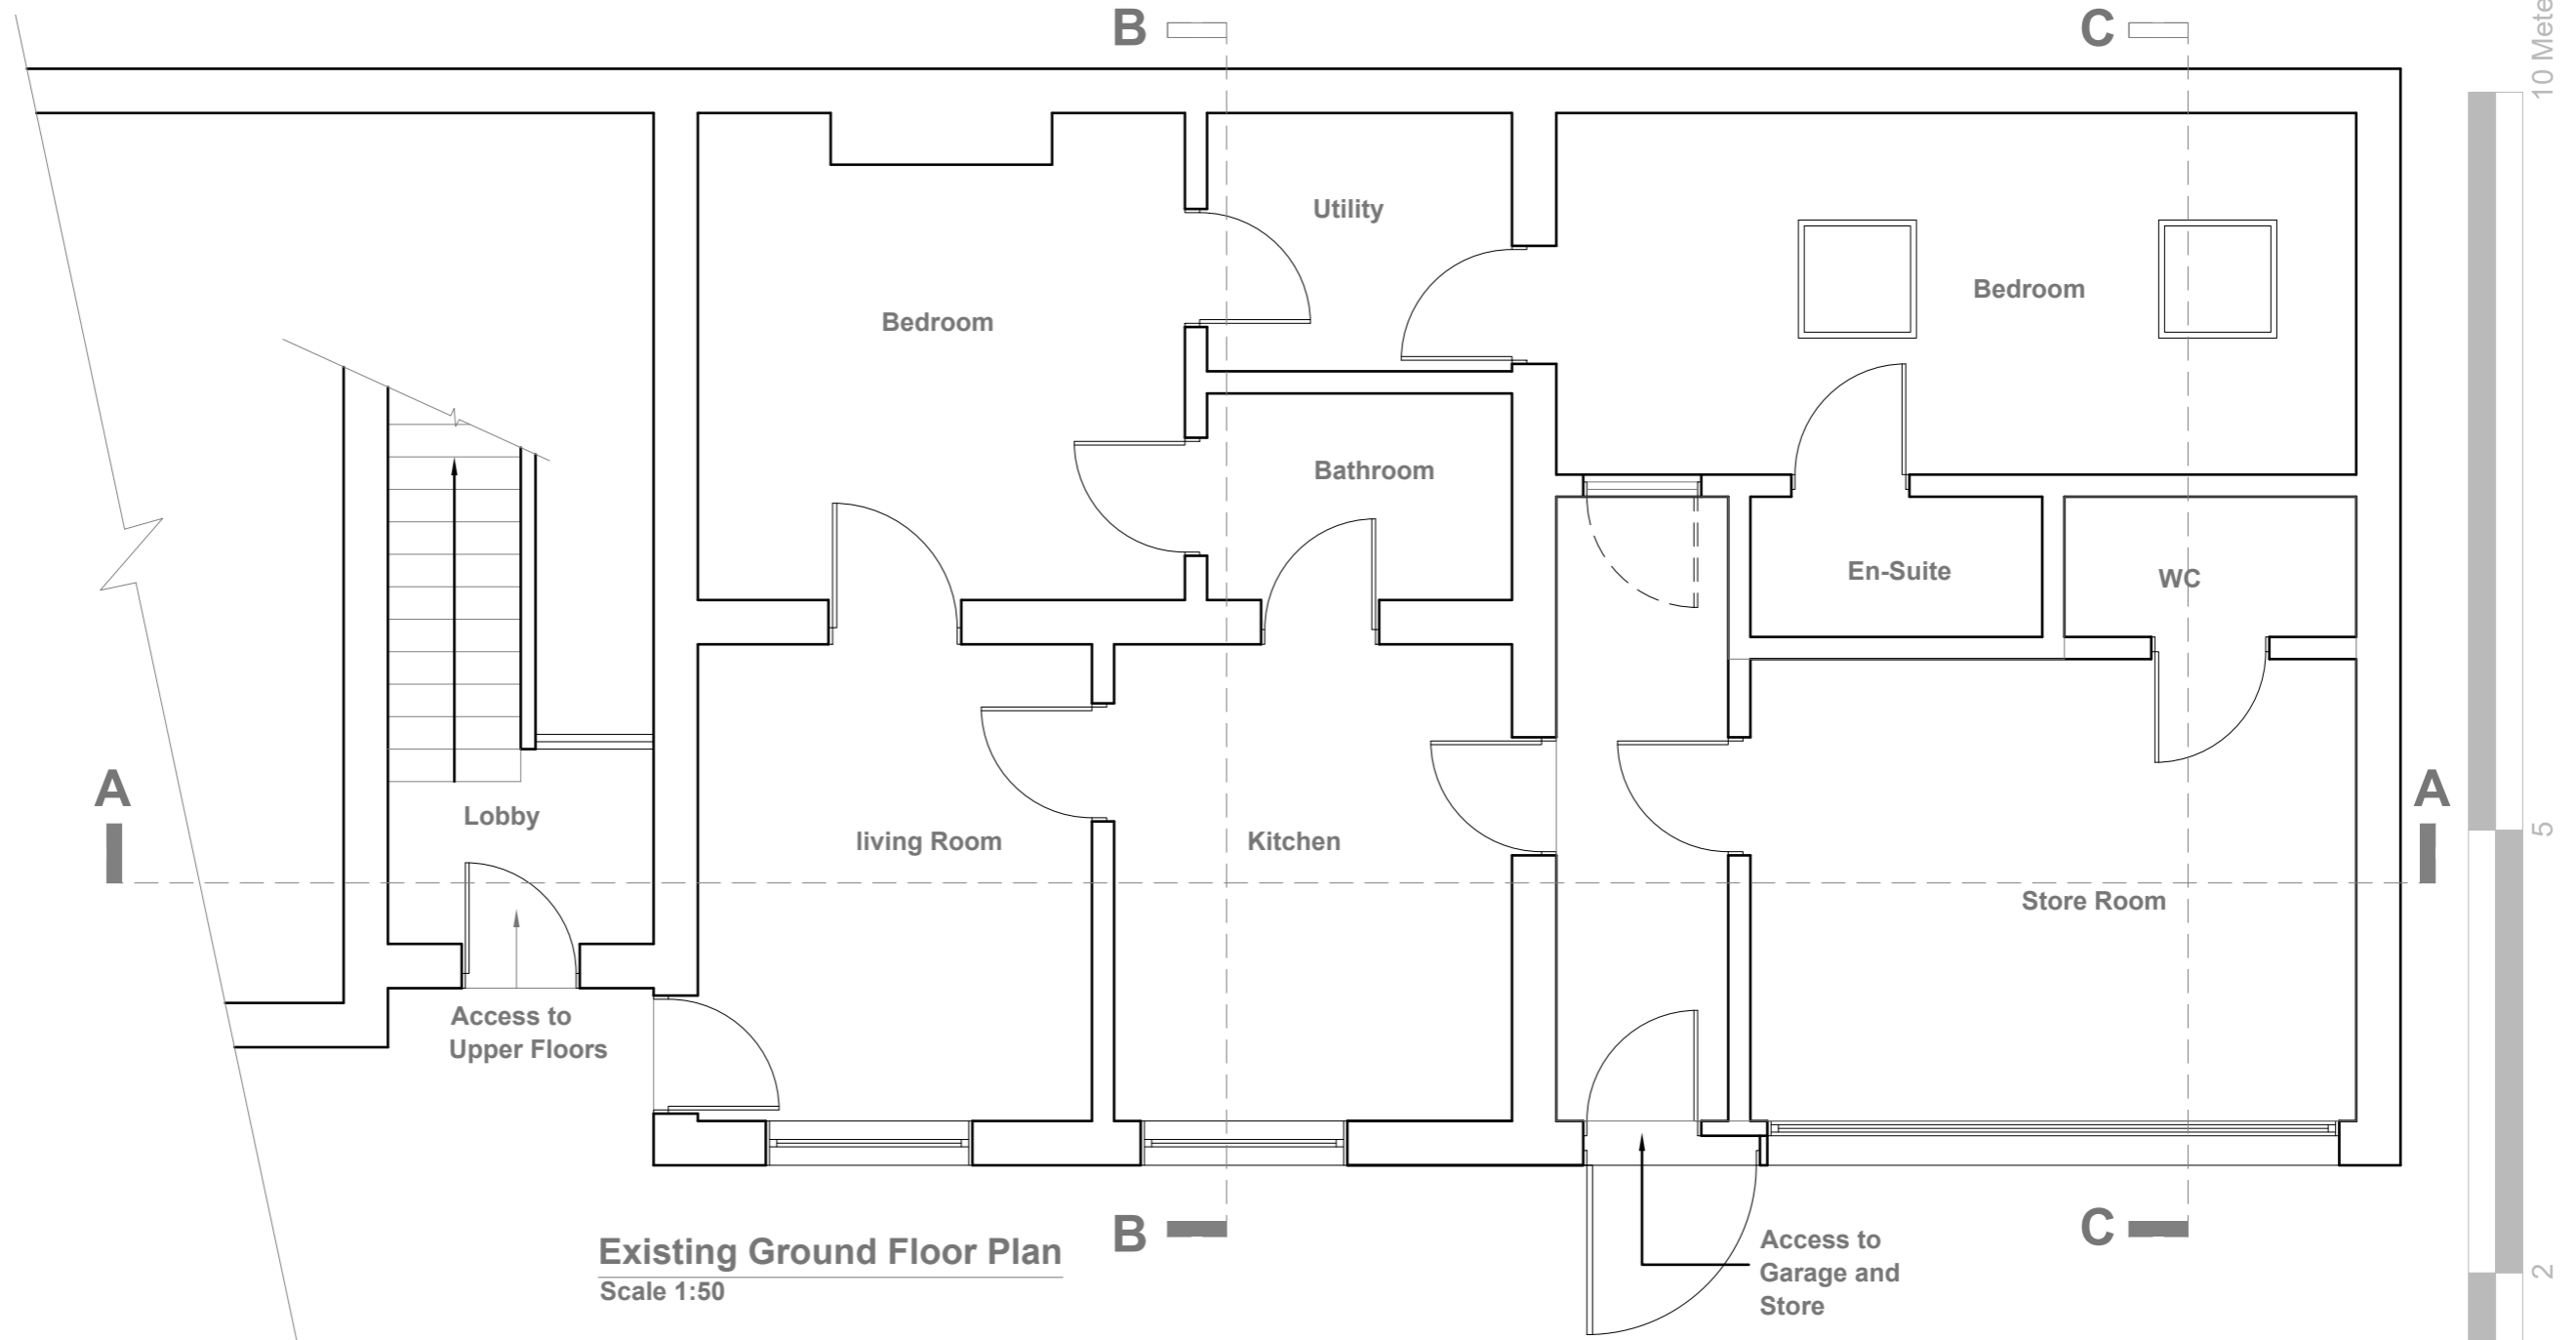 B
C
10 Mete
Utility
Bedroom
Bedroom
Bathroom
En-Suite
WC
A
A
Lobby
living Room
Kitchen
5
Store Room
Access to
Upper Floors
B
C
Existing Ground Floor Plan
Scale 1:50
Access to
Garage and
Store
2